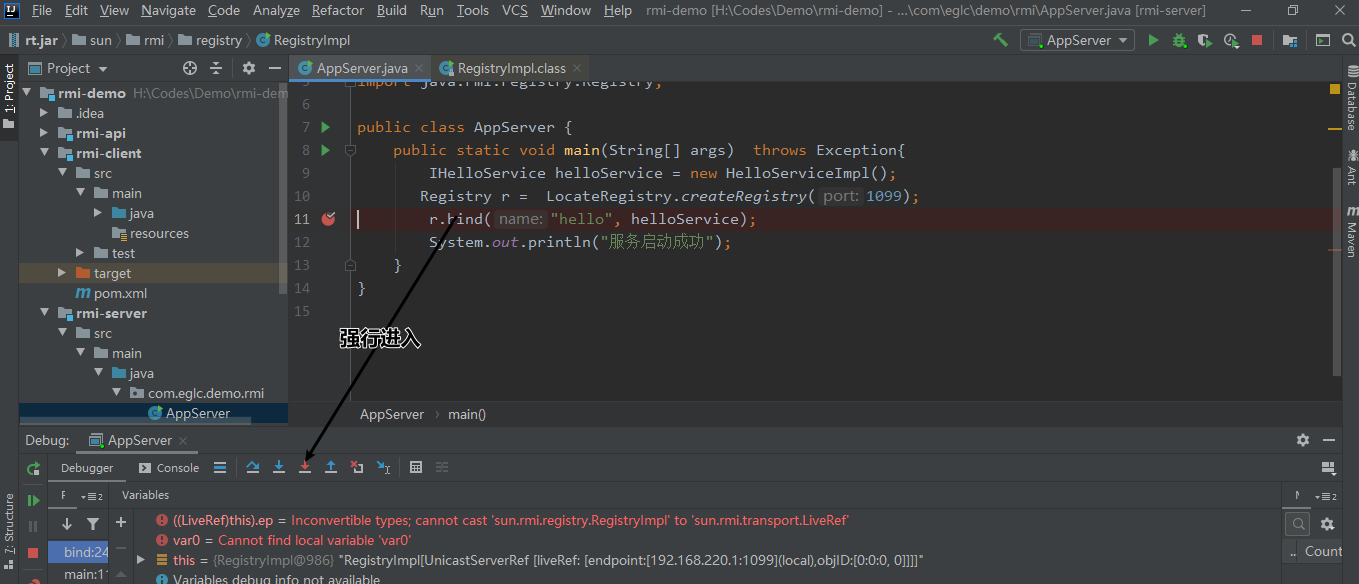 File Edit View Navigate Code Analyze Refactor Build Run Tools VCS Window Help rmi-demo [H:\Codes\Demo\rmi-demo] - ...\com\eglc\demo\rmi\AppServer.java [rmi-server]
rt.jar sun rmi registry RegistryImpl AppServer
1: Project
Project
AppServer.java RegistryImpl.class
rmi-demo H:\Codes\Demo\rmi-dem
.idea
rmi-api
rmi-client
src
main
java
resources
test
target
pom.xml
rmi-server
src
main
java
com.eglc.demo.rmi
AppServer
5 import java.rmi.registry.Registry;
6
7 public class AppServer {
8 public static void main(String[] args) throws Exception{
9 IHelloService helloService = new HelloServiceImpl();
10 Registry r = LocateRegistry.createRegistry( port: 1099);
11 r.bind( name: "hello", helloService);
12 System.out.println("服务启动成功");
13 }
14 }
15
强行进入
AppServer main()
Database
Ant
Maven
Debug: AppServer
Debugger Console
7: Structure
F 2 Variables
bind:24
main:11
((LiveRef)this).ep = Inconvertible types; cannot cast 'sun.rmi.registry.RegistryImpl' to 'sun.rmi.transport.LiveRef'
var0 = Cannot find local variable 'var0'
this = {RegistryImpl@986} "RegistryImpl[UnicastServerRef [liveRef: [endpoint:[192.168.220.1:1099](local),objID:[0:0:0, 0]]]]"
Variables debug info not available
2
.. Count